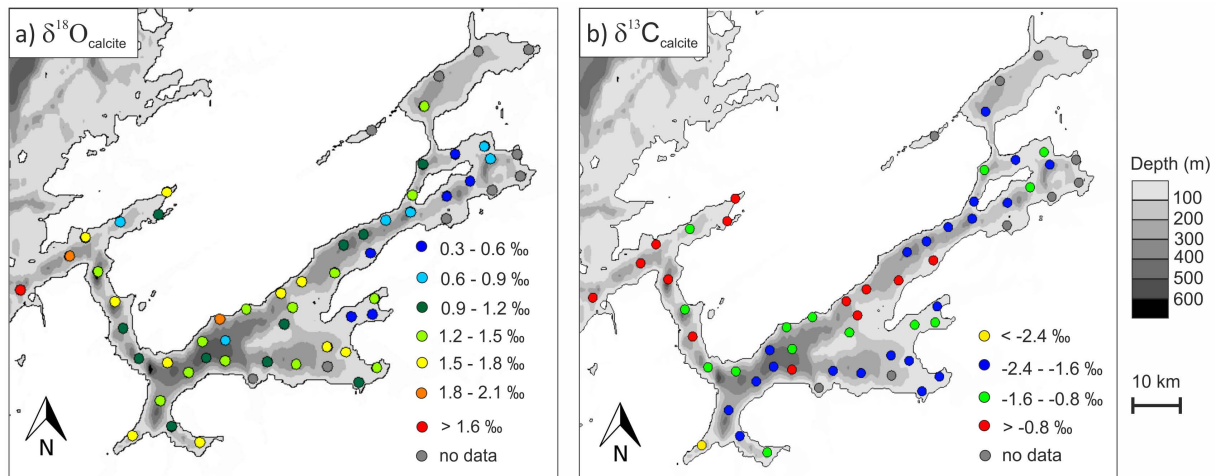 a) δ¹⁸Ocalcite
0.3 - 0.6 ‰
0.6 - 0.9 ‰
0.9 - 1.2 ‰
1.2 - 1.5 ‰
1.5 - 1.8 ‰
1.8 - 2.1 ‰
> 1.6 ‰
no data
N
b) δ¹³Ccalcite
< -2.4 ‰
-2.4 - -1.6 ‰
-1.6 - -0.8 ‰
> -0.8 ‰
no data
N
Depth (m)
100
200
300
400
500
600
10 km